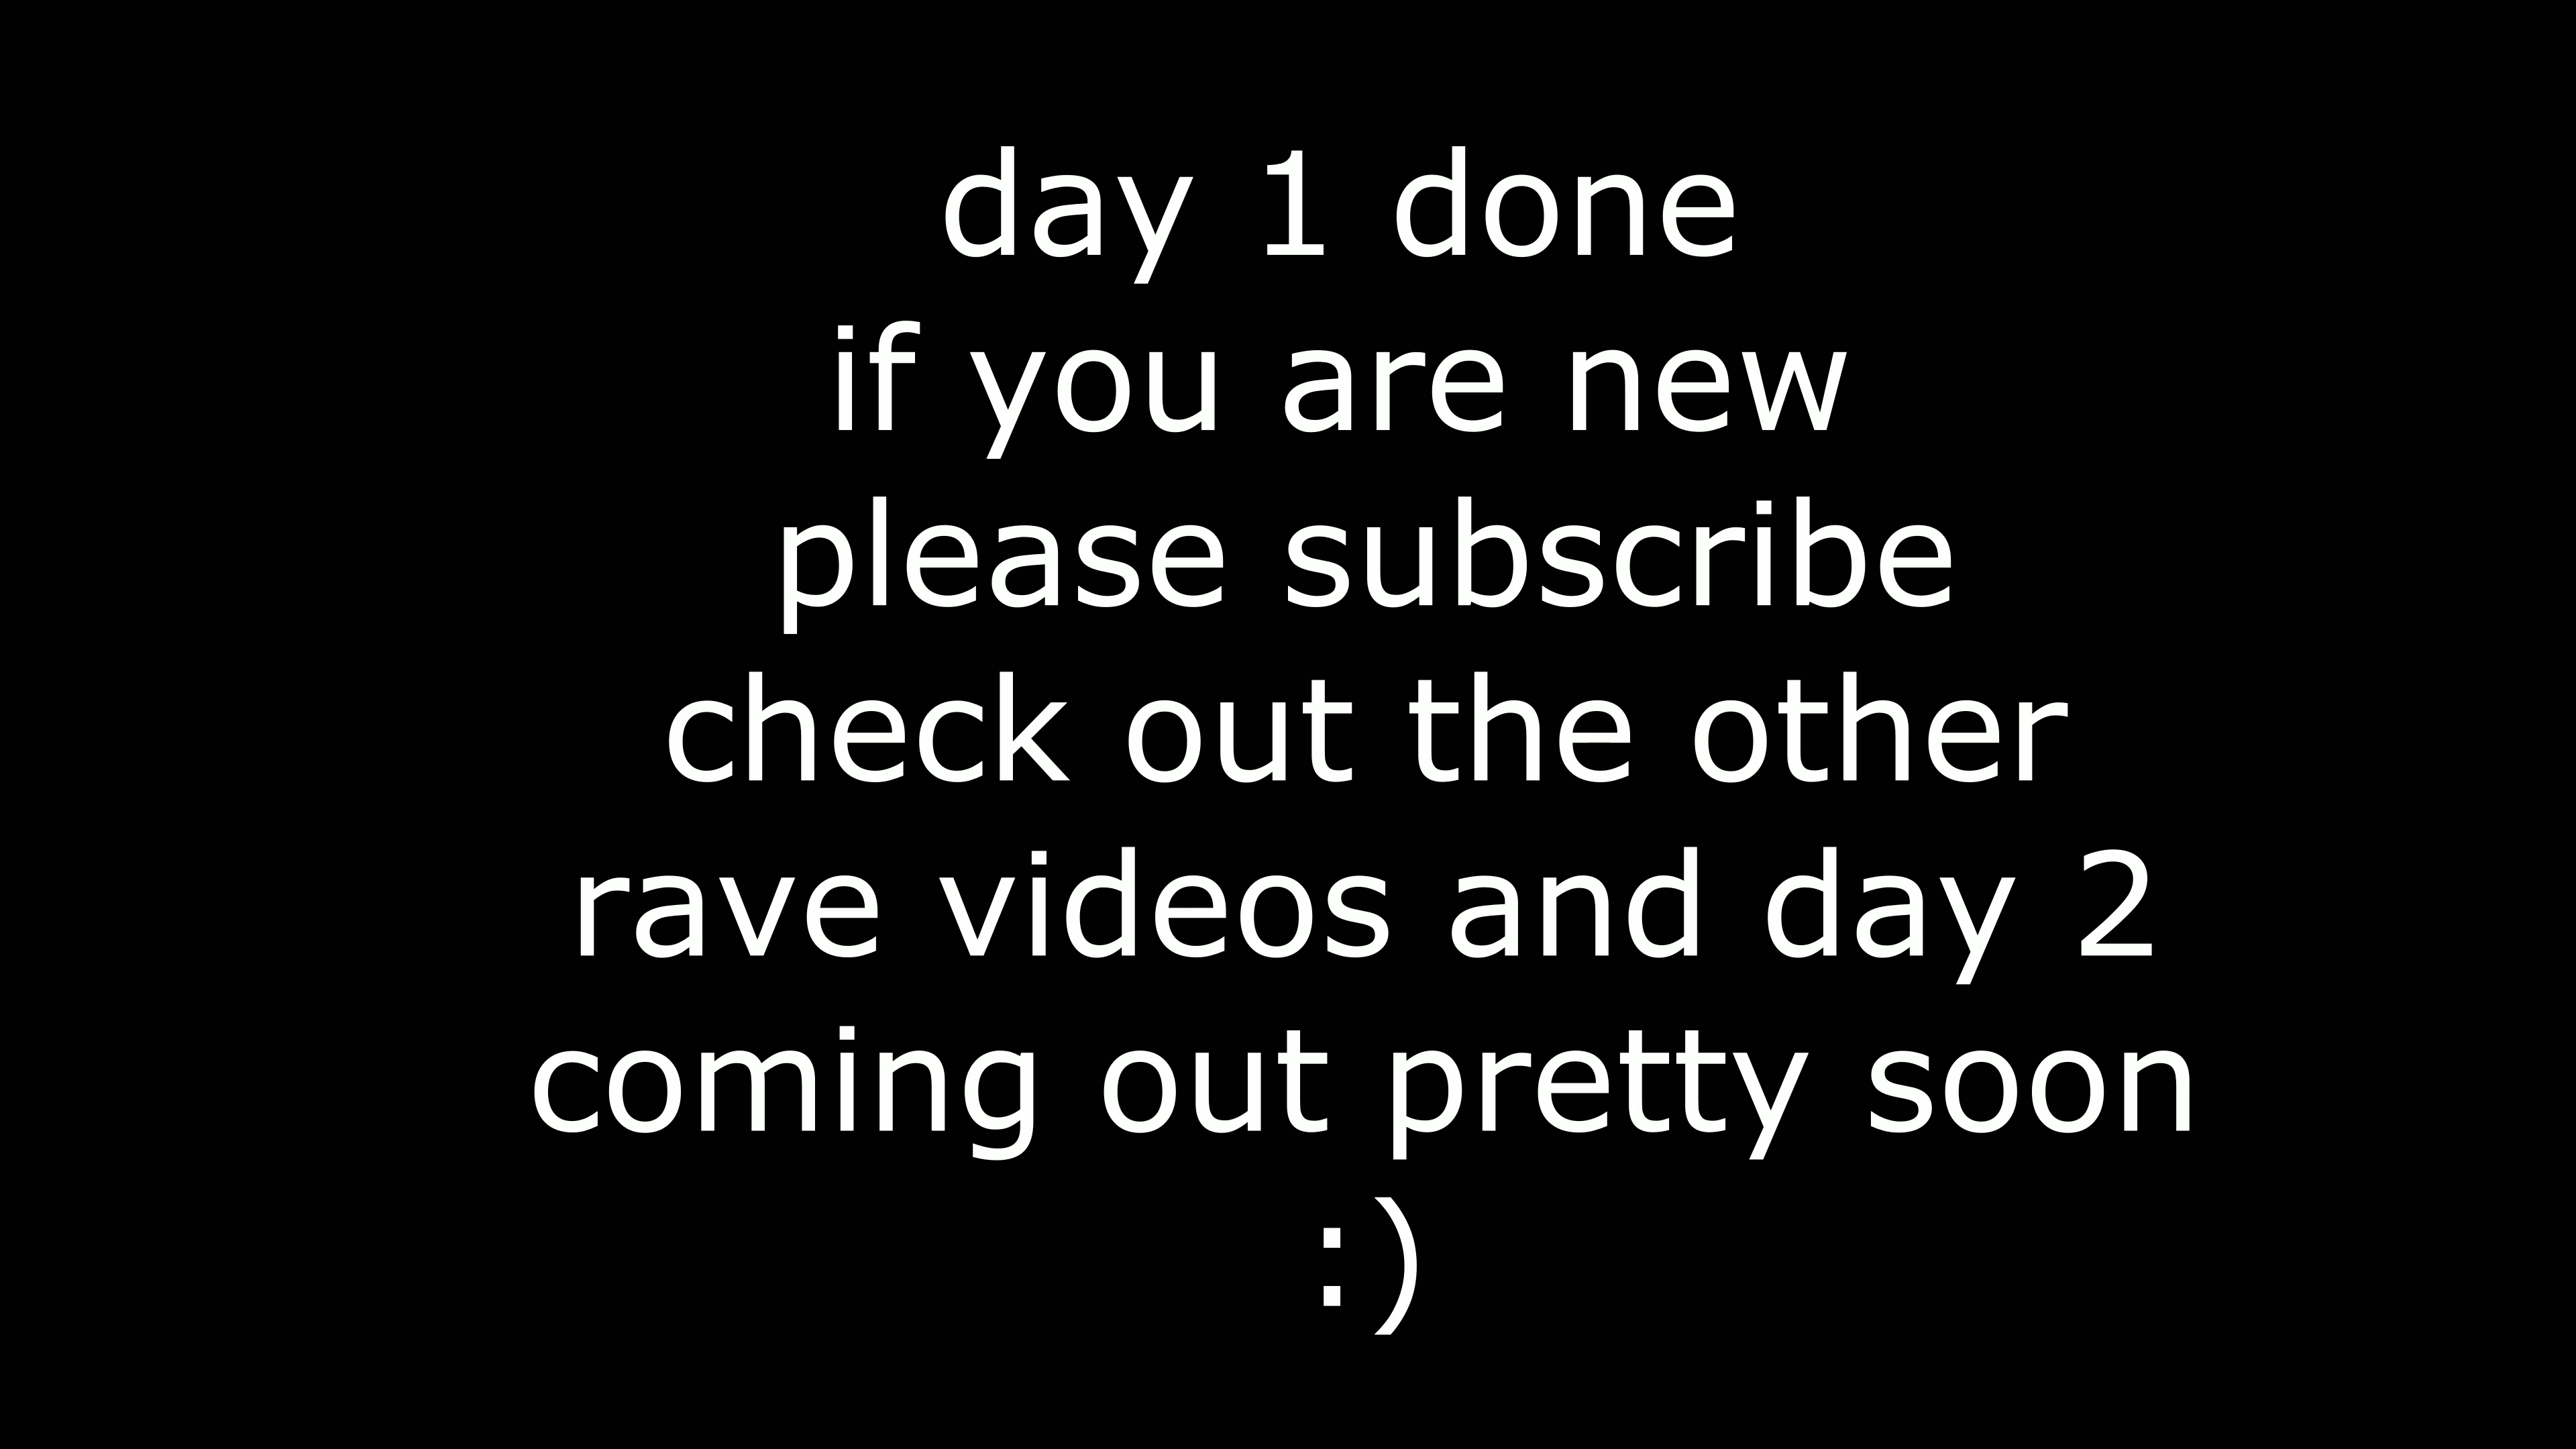 day 1 done
if you are new
please subscribe
check out the other
rave videos and day 2
coming out pretty soon
:)